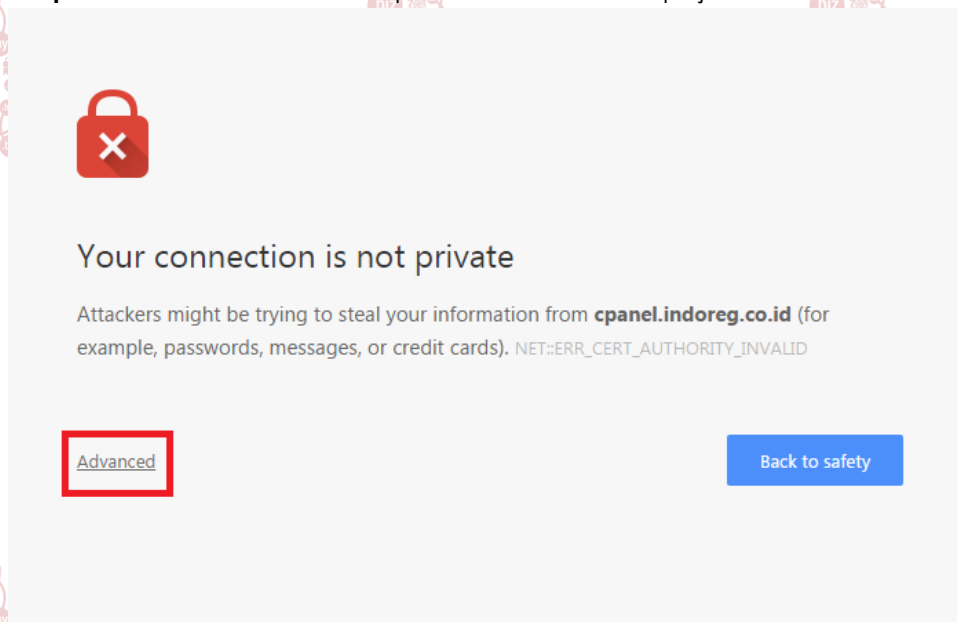 Your connection is not private
Attackers might be trying to steal your information from cpanel.indoreg.co.id (for
example, passwords, messages, or credit cards). NET::ERR_CERT_AUTHORITY_INVALID
Advanced
Back to safety